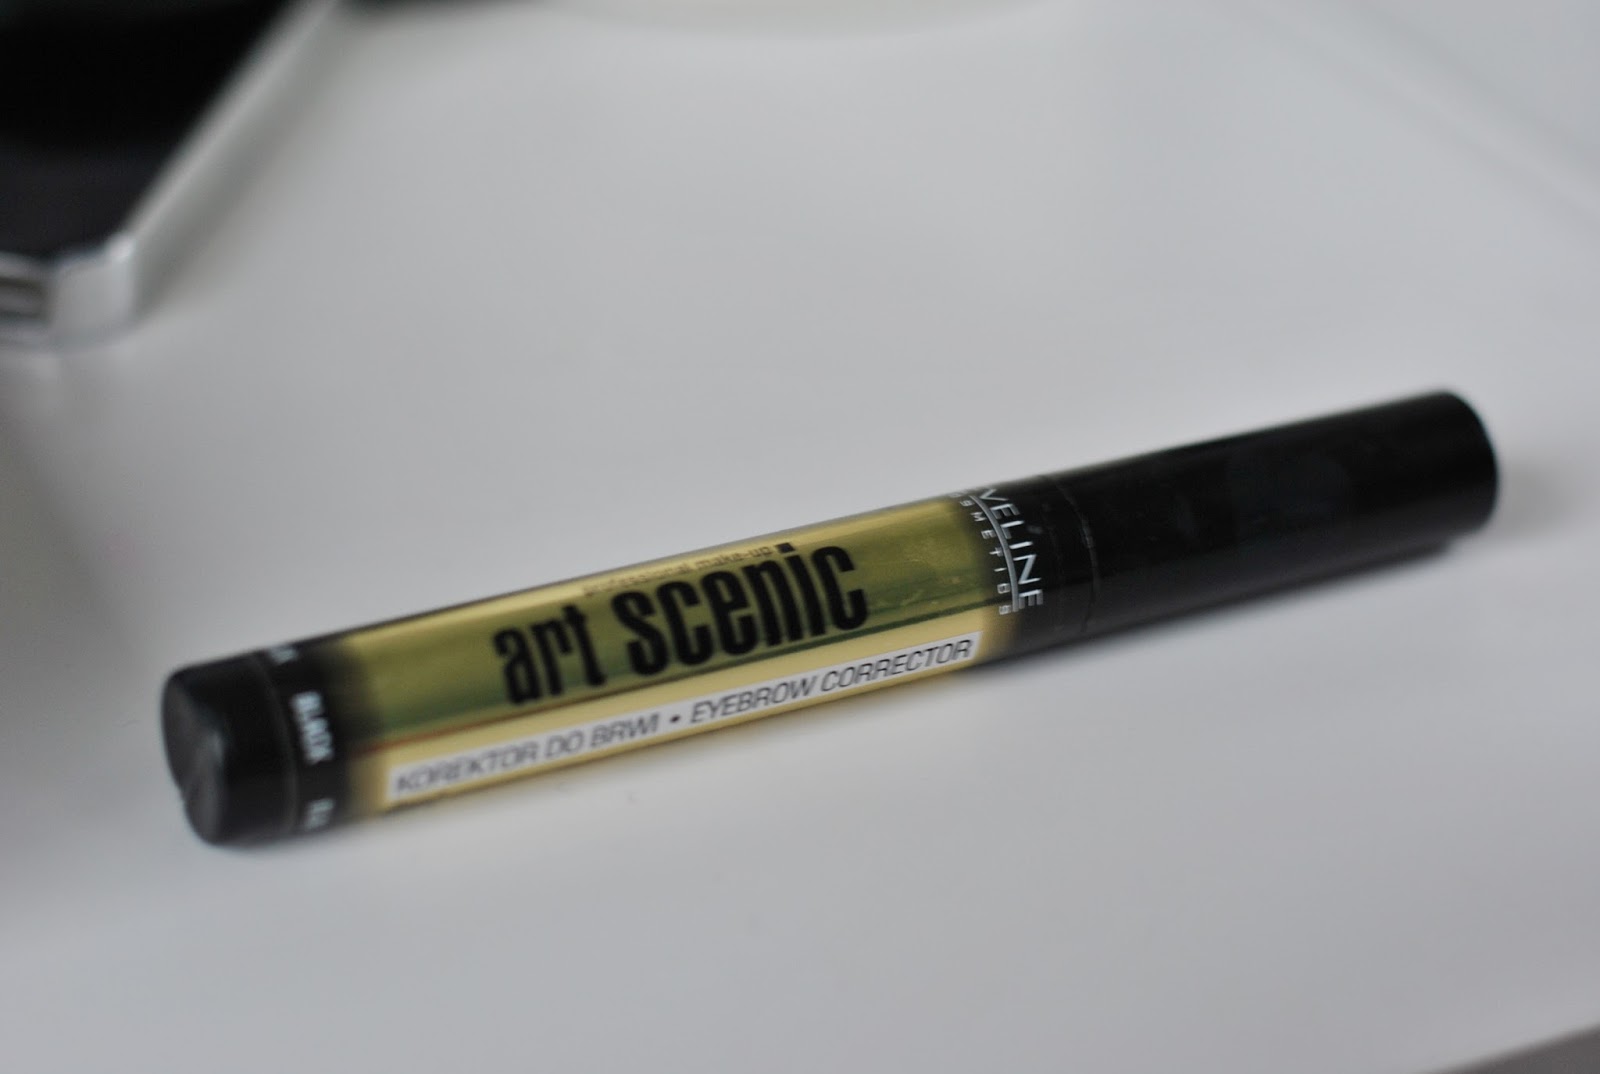 professional make-up
art scenic
KOREKTOR DO BRWI • EYEBROW CORRECTOR
EVELINE
COSMETICS
BLACK